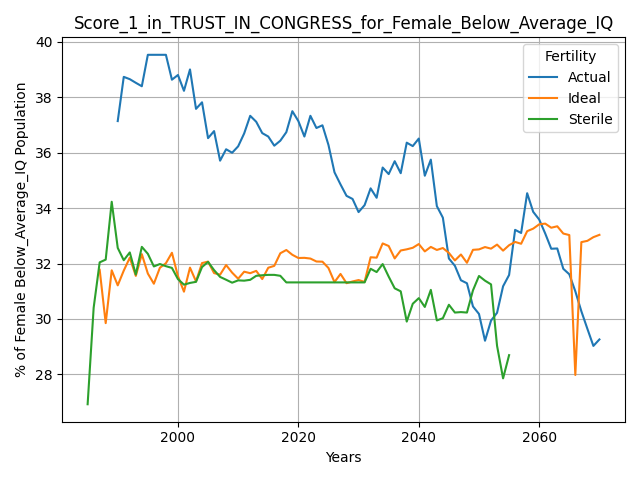 Score_1_in_TRUST_IN_CONGRESS_for_Female_Below_Average_IQ
% of Female Below_Average_IQ Population
40
38
36
34
32
30
28
Fertility
Actual
Ideal
Sterile
2000
2020
2040
2060
Years